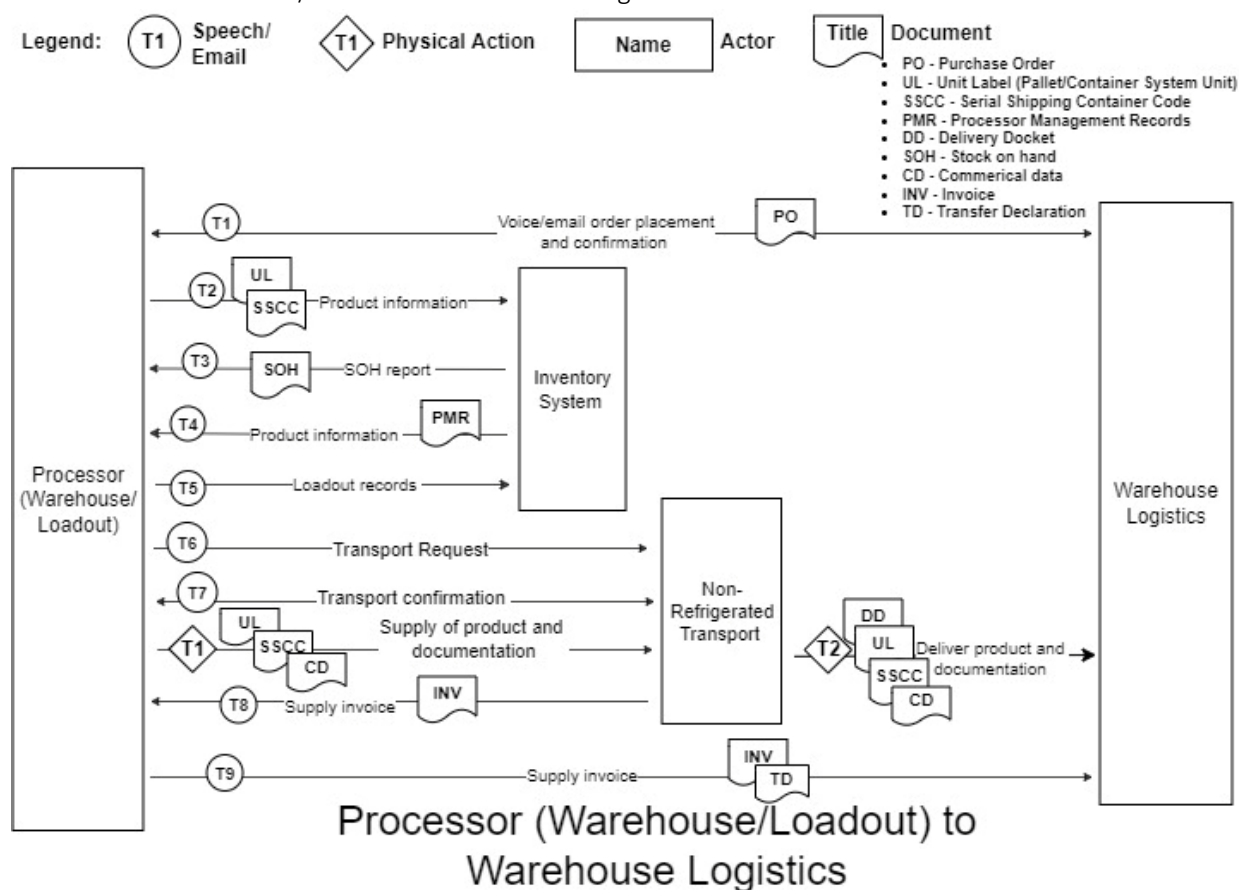 Legend:
T1
Speech/
Email
T1
Physical Action
Name
Actor
Title
Document
• PO - Purchase Order
• UL - Unit Label (Pallet/Container System Unit)
• SSCC - Serial Shipping Container Code
• PMR - Processor Management Records
• DD - Delivery Docket
• SOH - Stock on hand
• CD - Commerical data
• INV - Invoice
• TD - Transfer Declaration
Processor
(Warehouse/
Loadout)
T1
Voice/email order placement
and confirmation
PO
T2
UL
SSCC
Product information
T3
SOH
SOH report
T4
Product information
PMR
T5
Loadout records
Inventory
System
T6
Transport Request
T7
Transport confirmation
T1
UL
SSCC
CD
Supply of product and
documentation
T8
Supply invoice
INV
Non-
Refrigerated
Transport
T2
DD
UL
SSCC
CD
Deliver product and
documentation
T9
Supply invoice
INV
TD
Warehouse
Logistics
Processor (Warehouse/Loadout) to
Warehouse Logistics